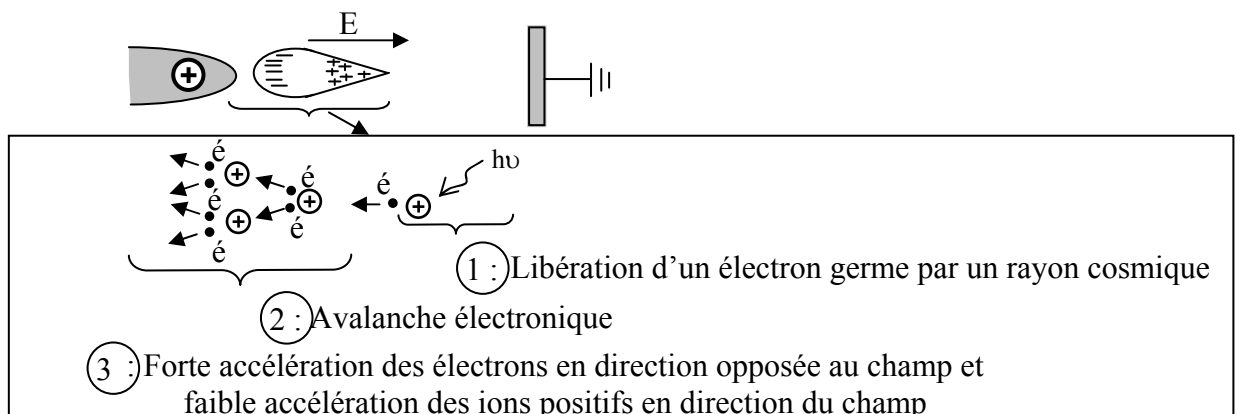 E
hυ
é é é
é é é
é
1 : Libération d’un électron germe par un rayon cosmique
2 : Avalanche électronique
3 : Forte accélération des électrons en direction opposée au champ et
faible accélération des ions positifs en direction du champ